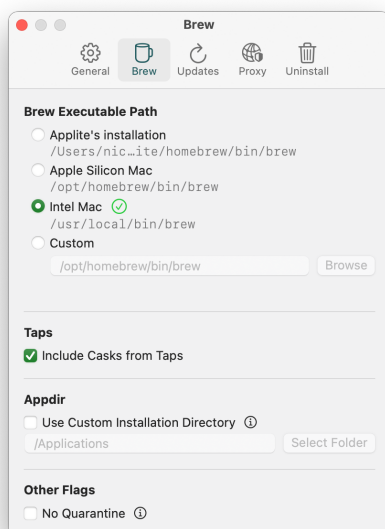 Brew
General
Brew
Updates
Proxy
Uninstall
Brew Executable Path
Applite's installation
/Users/nic…ite/homebrew/bin/brew
Apple Silicon Mac
/opt/homebrew/bin/brew
Intel Mac
/usr/local/bin/brew
Custom
/opt/homebrew/bin/brew
Browse
Taps
Include Casks from Taps
Appdir
Use Custom Installation Directory
/Applications
Select Folder
Other Flags
No Quarantine